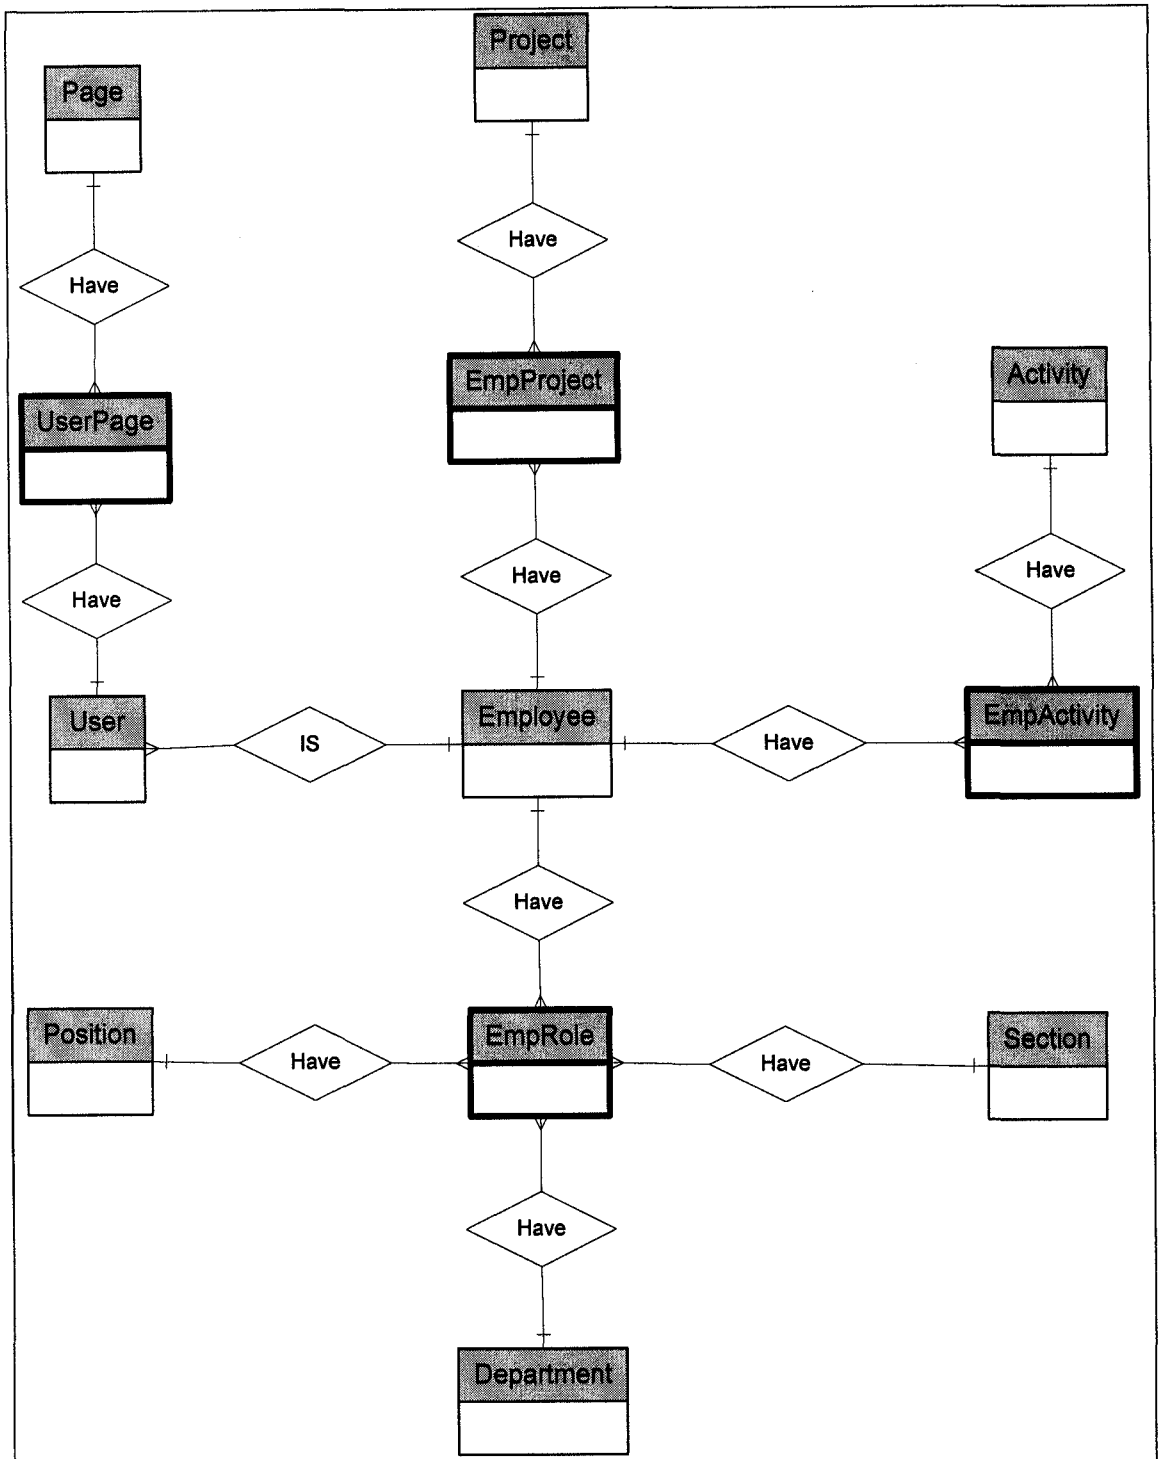 Project
Page
Have
Have
EmpProject
Activity
UserPage
Have
Have
Have
User
IS
Employee
Have
EmpActivity
Have
Position
Have
EmpRole
Have
Section
Have
Department